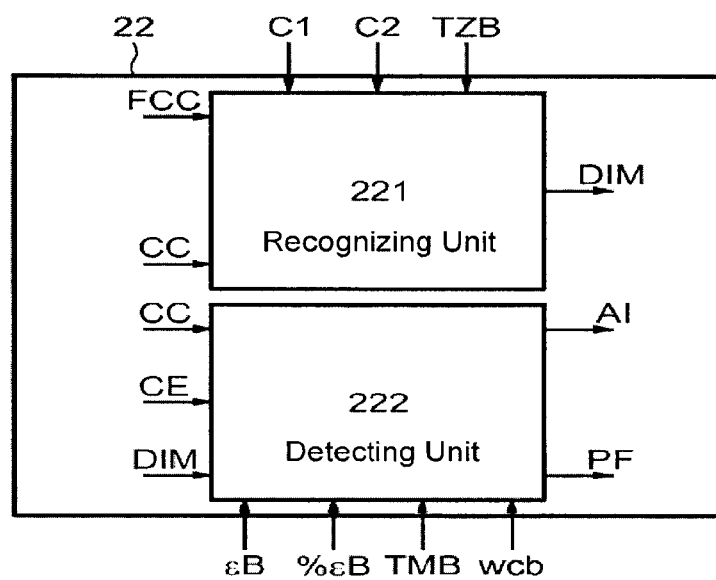 22 C1 C2 TZB
FCC
221 DIM
Recognizing Unit
CC
CC AI
CE
222
Detecting Unit
DIM PF
εB %εB TMB wcb